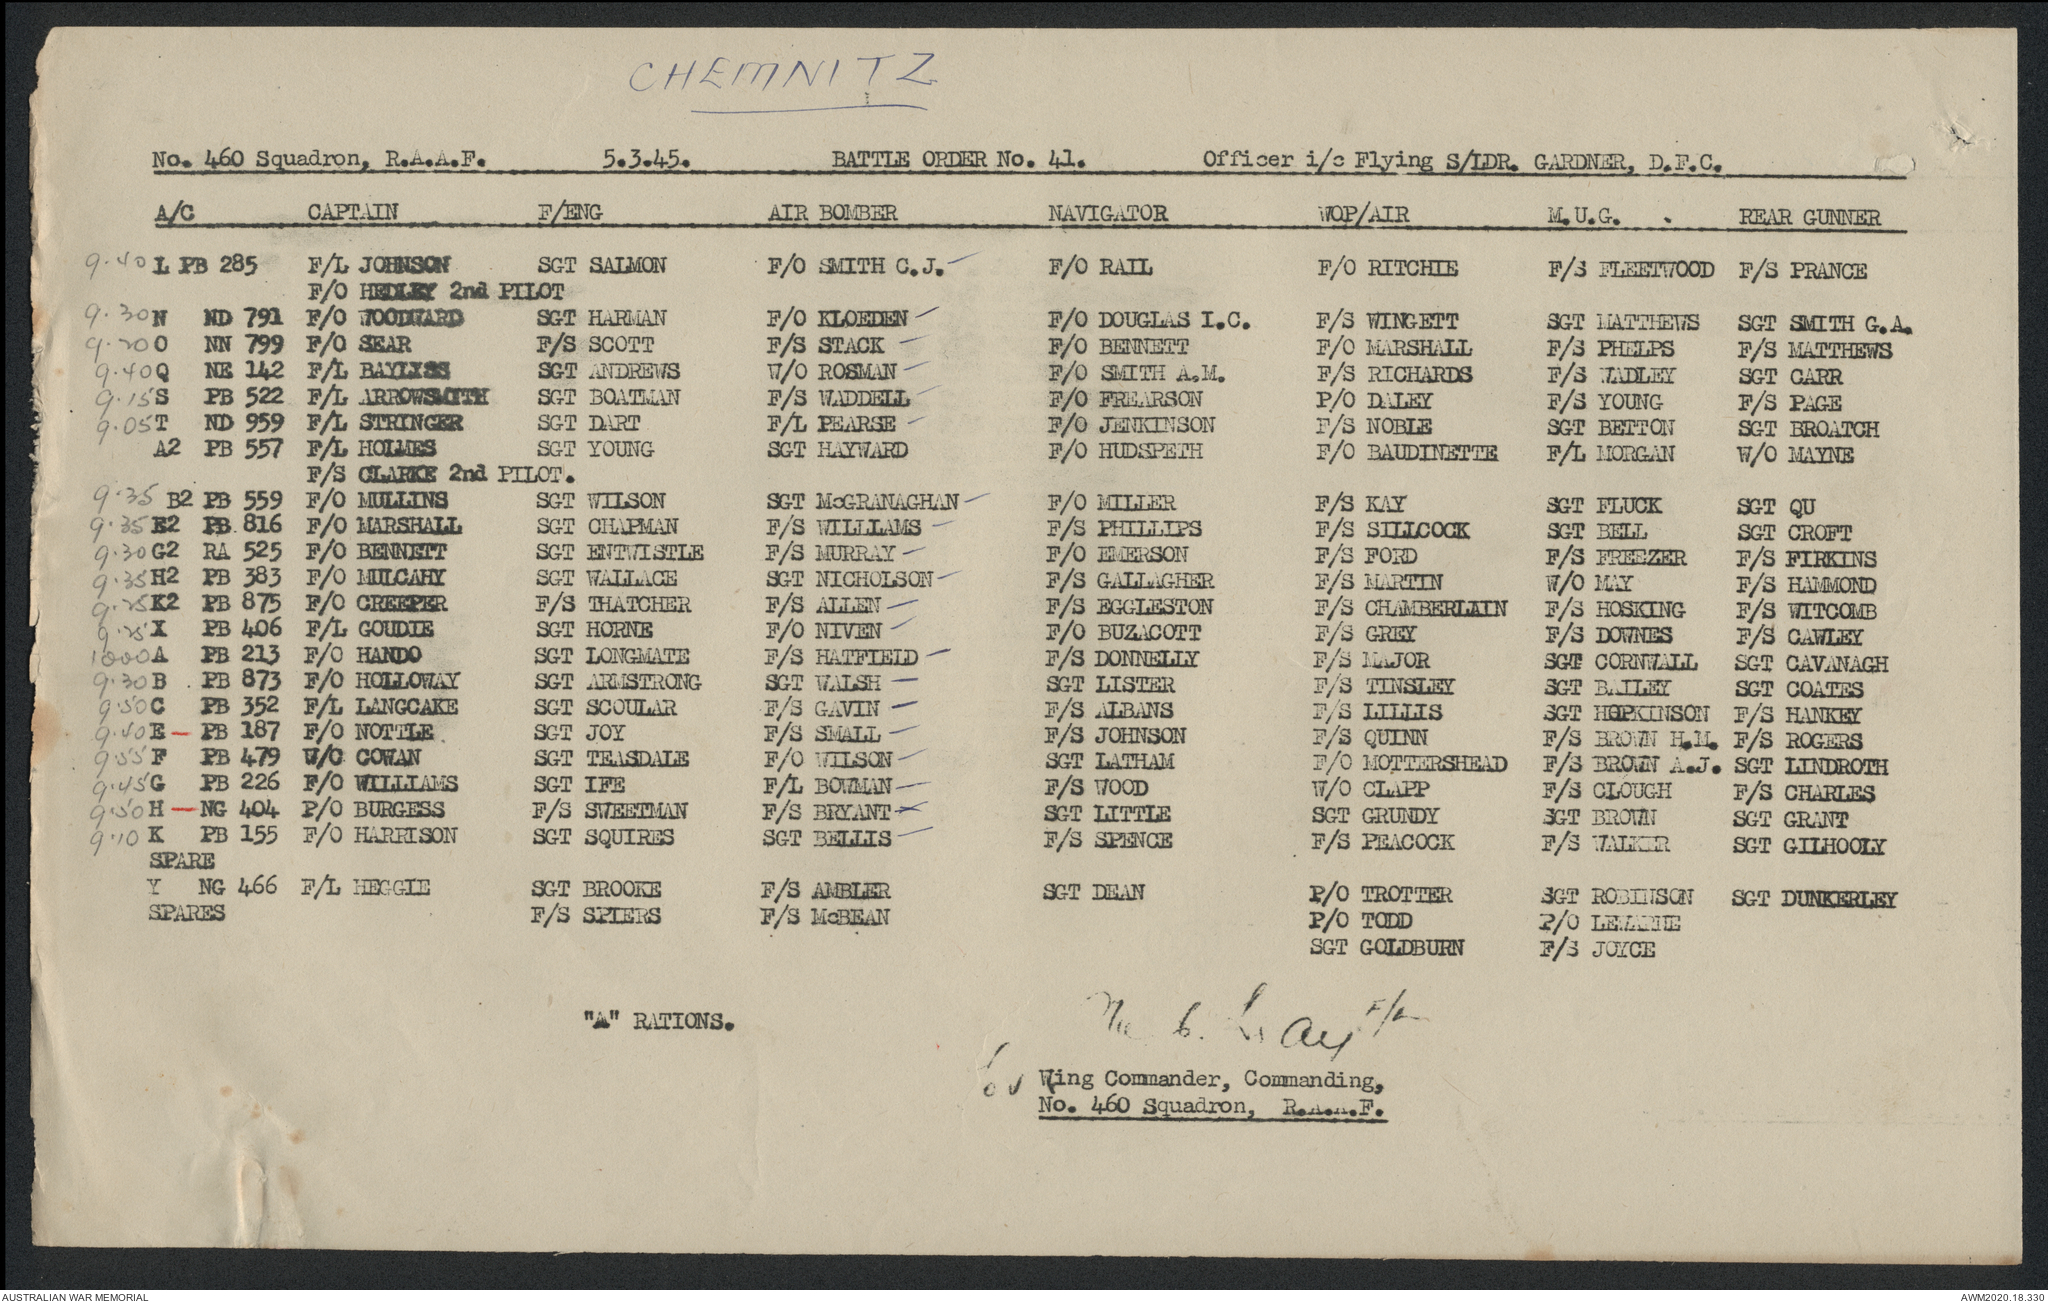 CHEMNITZ
No. 460 Squadron, R.A.A.F. 5.3.45. BATTLE ORDER No. 41. Officer i/c Flying S/LDR. GARDNER, D.F.C.
A/C CAPTAIN F/ENG AIR BOMBER NAVIGATOR WOP/AIR M.U.G. REAR GUNNER
9.40 L PB 285 F/L JOHNSON SGT SALMON F/O SMITH C.J. F/O RAIL F/O RITCHIE F/S FLEETWOOD F/S PRANCE
F/O HEDLEY 2nd PILOT
9.30 N ND 791 F/O WOODWARD SGT HARMAN F/O KLOEDEN F/O DOUGLAS I.C. F/S WINGETT SGT MATTHEWS SGT SMITH G.A.
9.20 O NN 799 F/O SEAR F/S SCOTT F/S STACK F/O BENNETT F/O MARSHALL F/S PHELPS F/S MATTHEWS
9.40 Q NE 142 F/L BAYLISS SGT ANDREWS W/O ROSMAN F/O SMITH A.M. F/S RICHARDS F/S WADLEY SGT CARR
9.15 S PB 522 F/L ARROWSMITH SGT BOATMAN F/S WADDELL F/O FREARSON P/O DALEY F/S YOUNG F/S PAGE
9.05 T ND 959 F/L STRINGER SGT DART F/L PEARSE F/O JENKINSON F/S NOBLE SGT BETTON SGT BROATCH
A2 PB 557 F/L HOLMES SGT YOUNG SGT HAYWARD F/O HUDSPETH F/O BAUDINETTE F/L MORGAN W/O MAYNE
F/S CLARKE 2nd PILOT.
9.35 B2 PB 559 F/O MULLINS SGT WILSON SGT McGRANAGHAN F/O MILLER F/S KAY SGT FLUCK SGT QU
9.35 E2 PB 816 F/O MARSHALL SGT CHAPMAN F/S WILLIAMS F/S PHILLIPS F/S SILLCOCK SGT BELL SGT CROFT
9.30 G2 RA 525 F/O BENNETT SGT ENTWISTLE F/S MURRAY F/O EMERSON F/S FORD F/S FREEZER F/S FIRKINS
9.35 H2 PB 383 F/O MULCAHY SGT WALLACE SGT NICHOLSON F/S GALLAGHER F/S MARTIN W/O MAY F/S HAMMOND
9.25 K2 PB 875 F/O CREEPER F/S THATCHER F/S ALLEN F/S EGGLESTON F/S CHAMBERLAIN F/S HOSKING F/S WITCOMB
9.25 X PB 406 F/L GOUDIE SGT HORNE F/O NIVEN F/O BUZACOTT F/S GREY F/S DOWNES F/S CAWLEY
1000 A PB 213 F/O HANDO SGT LONGMATE F/S HATFIELD F/S DONNELLY F/S MAJOR SGT CORNWALL SGT CAVANAGH
9.30 B PB 873 F/O HOLLOWAY SGT ARMSTRONG SGT WALSH SGT LISTER F/S TINSLEY SGT BAILEY SGT COATES
9.50 C PB 352 F/L LANGCAKE SGT SCOULAR F/S GAVIN F/S ALBANS F/S LILLIS SGT HOPKINSON F/S HANKEY
9.40 E — PB 187 F/O NOTTLE SGT JOY F/S SMALL F/S JOHNSON F/S QUINN F/S BROWN H.M. F/S ROGERS
9.55 F PB 479 W/C COWAN SGT TEASDALE F/O WILSON SGT LATHAM F/O MOTTERSHEAD F/S BROWN A.J. SGT LINDROTH
9.45 G PB 226 F/O WILLIAMS SGT IFE F/L BOWMAN F/S WOOD W/O CLAPP F/S CLOUGH F/S CHARLES
9.50 H — NG 404 P/O BURGESS F/S SWEETMAN F/S BRYANT SGT LITTLE SGT GRUNDY SGT BROWN SGT GRANT
9.10 K PB 155 F/O HARRISON SGT SQUIRES SGT BELLIS F/S SPENCE F/S PEACOCK F/S WALKER SGT GILHOOLY
SPARE
Y NG 466 F/L HEGGIE SGT BROOKE F/S AMBLER SGT DEAN P/O TROTTER SGT ROBINSON SGT DUNKERLEY
SPARES F/S SPIERS F/S McBEAN P/O TODD P/O
SGT GOLDBURN F/S JOYCE
"A" RATIONS.
F/L
for Wing Commander, Commanding,
No. 460 Squadron, R.A.A.F.
AUSTRALIAN WAR MEMORIAL AWM2020.18.330